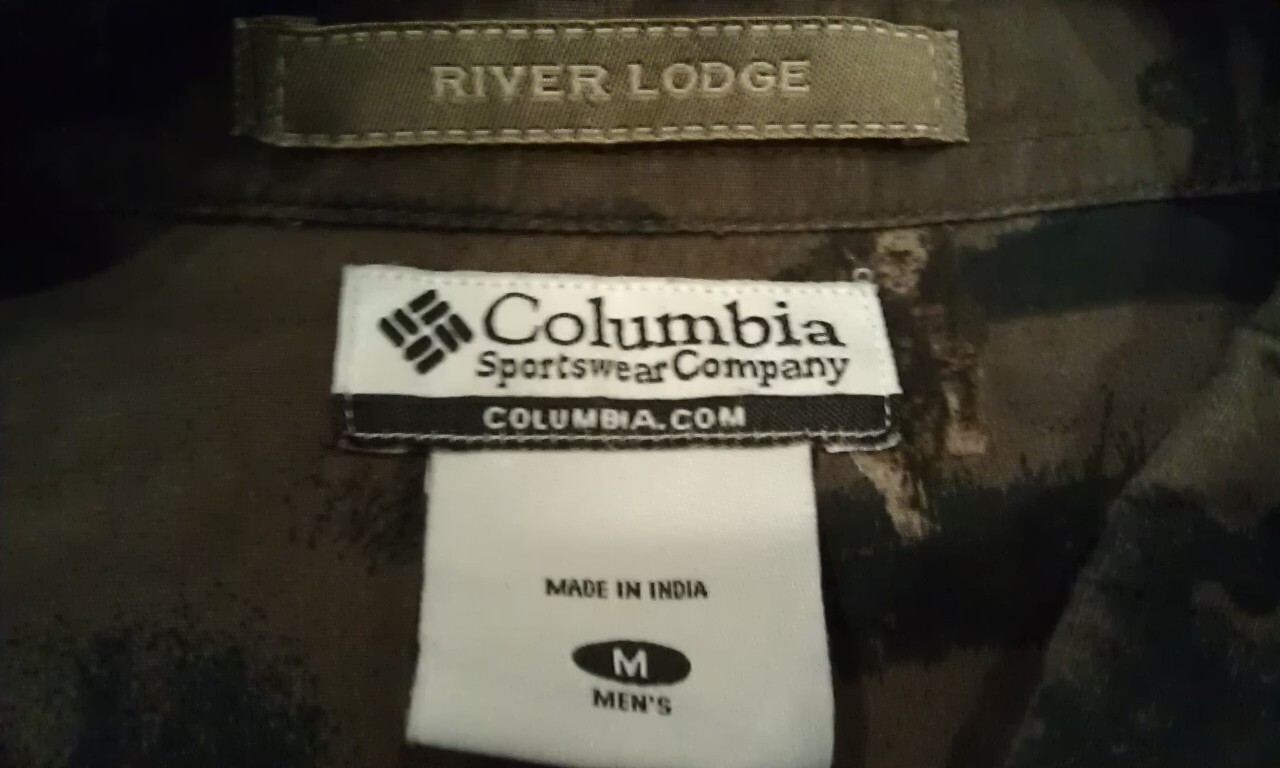 RIVER LODGE
Columbia
Sportswear Company
COLUMBIA.COM
MADE IN INDIA
M
MEN'S